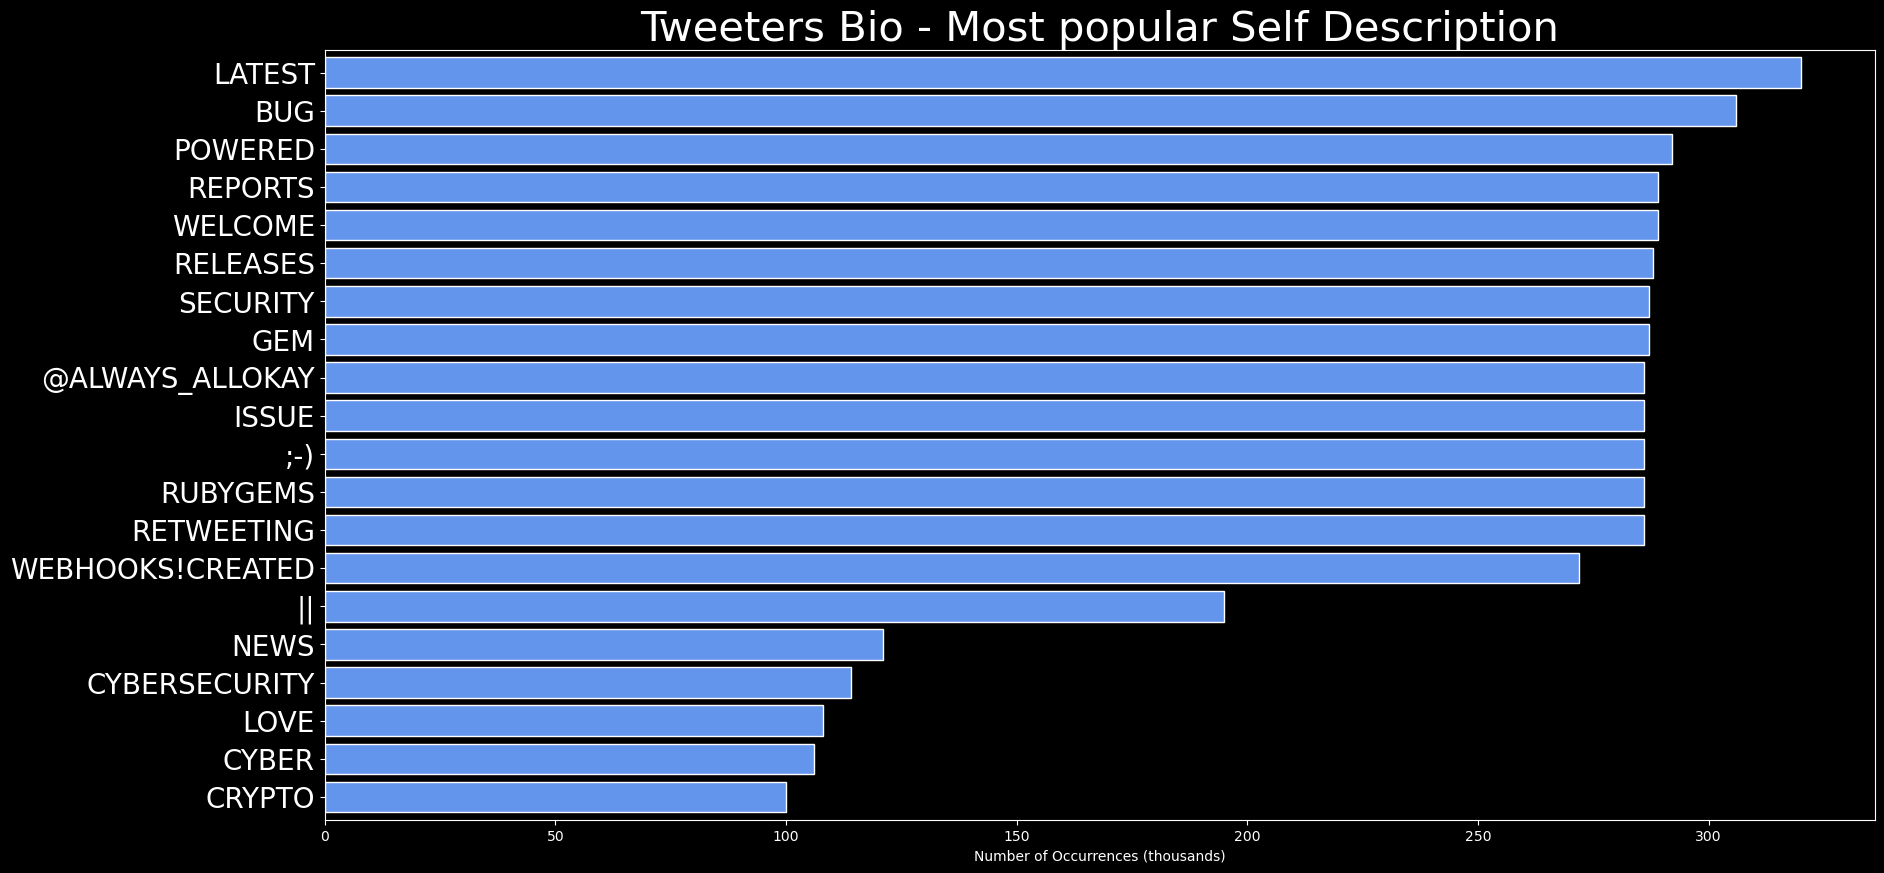 Tweeters Bio - Most popular Self Description
LATEST
BUG
POWERED
REPORTS
WELCOME
RELEASES
SECURITY
GEM
@ALWAYS_ALLOKAY
ISSUE
;-)
RUBYGEMS
RETWEETING
WEBHOOKS!CREATED
||
NEWS
CYBERSECURITY
LOVE
CYBER
CRYPTO
0 50 100 150 200 250 300
Number of Occurrences (thousands)